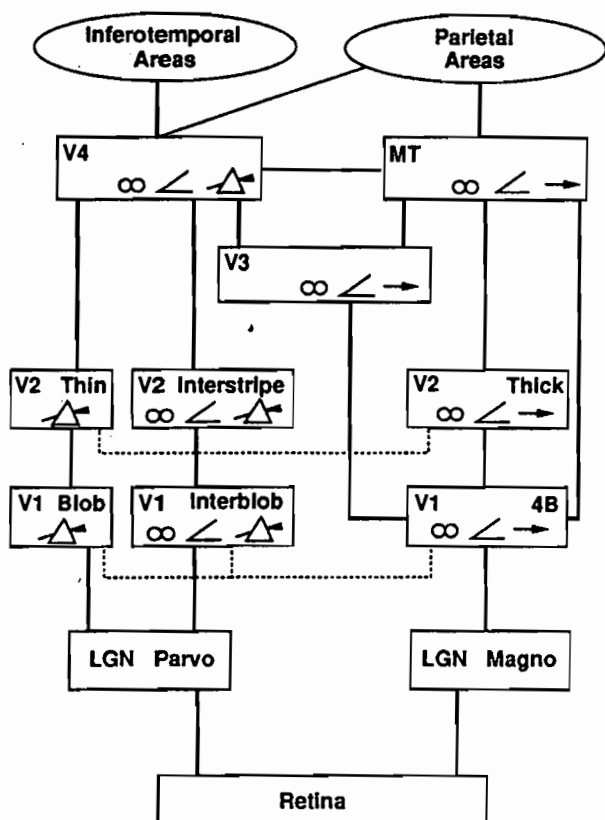 Inferotemporal
Areas
Parietal
Areas
V4
MT
V3
V2 Thin
V2 Interstripe
V2 Thick
V1 Blob
V1 Interblob
V1 4B
LGN Parvo
LGN Magno
Retina